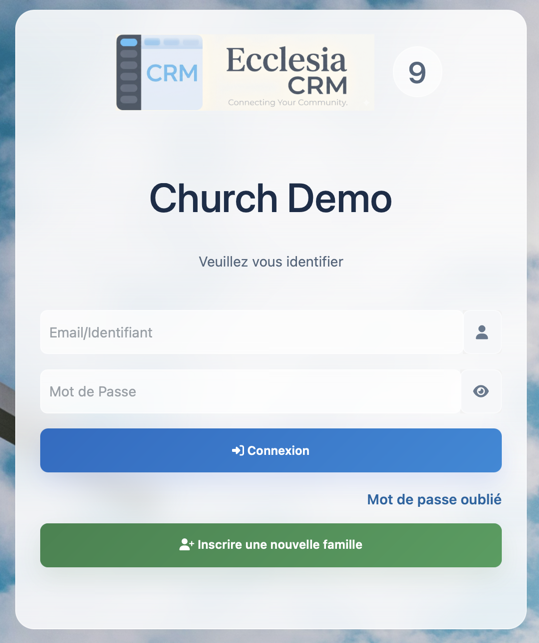 CRM
Ecclesia
CRM
Connecting Your Community.
9
Church Demo
Veuillez vous identifier
Email/Identifiant
Mot de Passe
Connexion
Mot de passe oublié
Inscrire une nouvelle famille